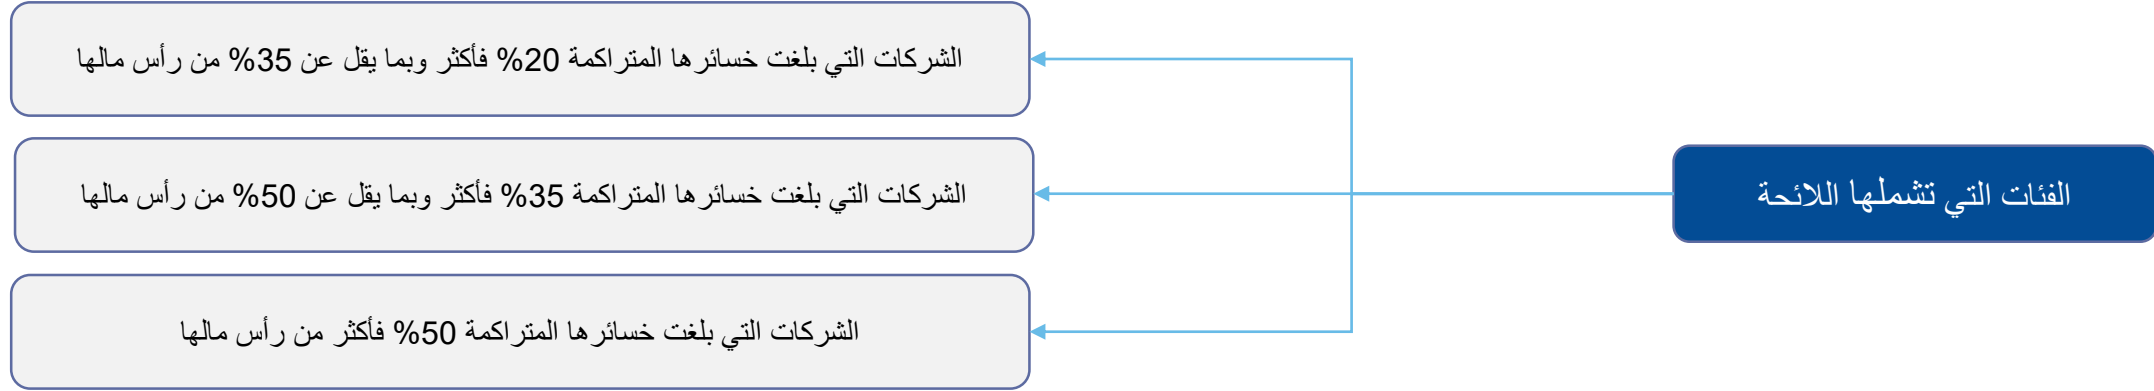 الفئات التي تشملها اللائحة
الشركات التي بلغت خسائرها المتراكمة 20% فأكثر وبما يقل عن 35% من رأس مالها
الشركات التي بلغت خسائرها المتراكمة 35% فأكثر وبما يقل عن 50% من رأس مالها
الشركات التي بلغت خسائرها المتراكمة 50% فأكثر من رأس مالها